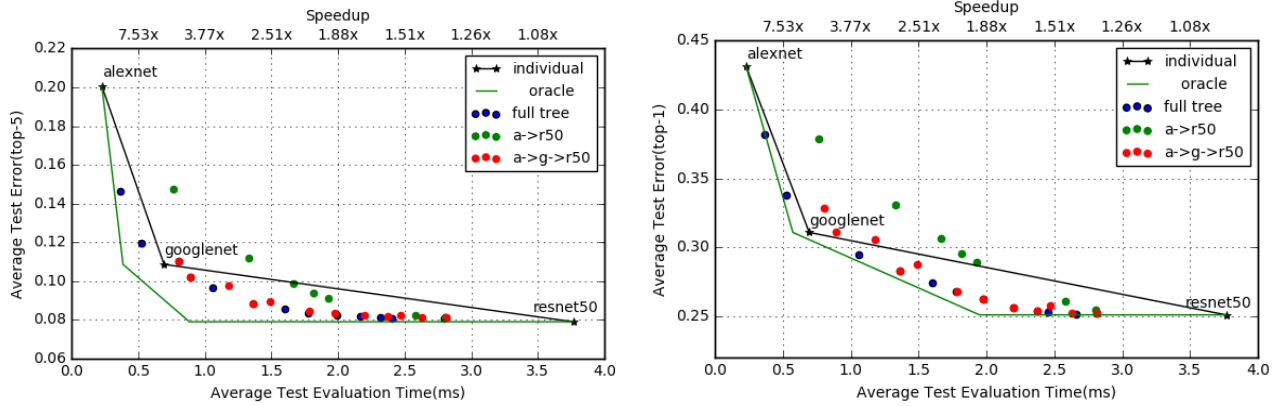 Speedup
7.53x 3.77x 2.51x 1.88x 1.51x 1.26x 1.08x
0.22
0.20
0.18
0.16
0.14
0.12
0.10
0.08
0.06
Average Test Error(top-5)
alexnet
googlenet
resnet50
individual
oracle
full tree
a->r50
a->g->r50
0.0 0.5 1.0 1.5 2.0 2.5 3.0 3.5 4.0
Average Test Evaluation Time(ms)
Speedup
7.53x 3.77x 2.51x 1.88x 1.51x 1.26x 1.08x
0.45
0.40
0.35
0.30
0.25
Average Test Error(top-1)
alexnet
googlenet
resnet50
individual
oracle
full tree
a->r50
a->g->r50
0.0 0.5 1.0 1.5 2.0 2.5 3.0 3.5 4.0
Average Test Evaluation Time(ms)